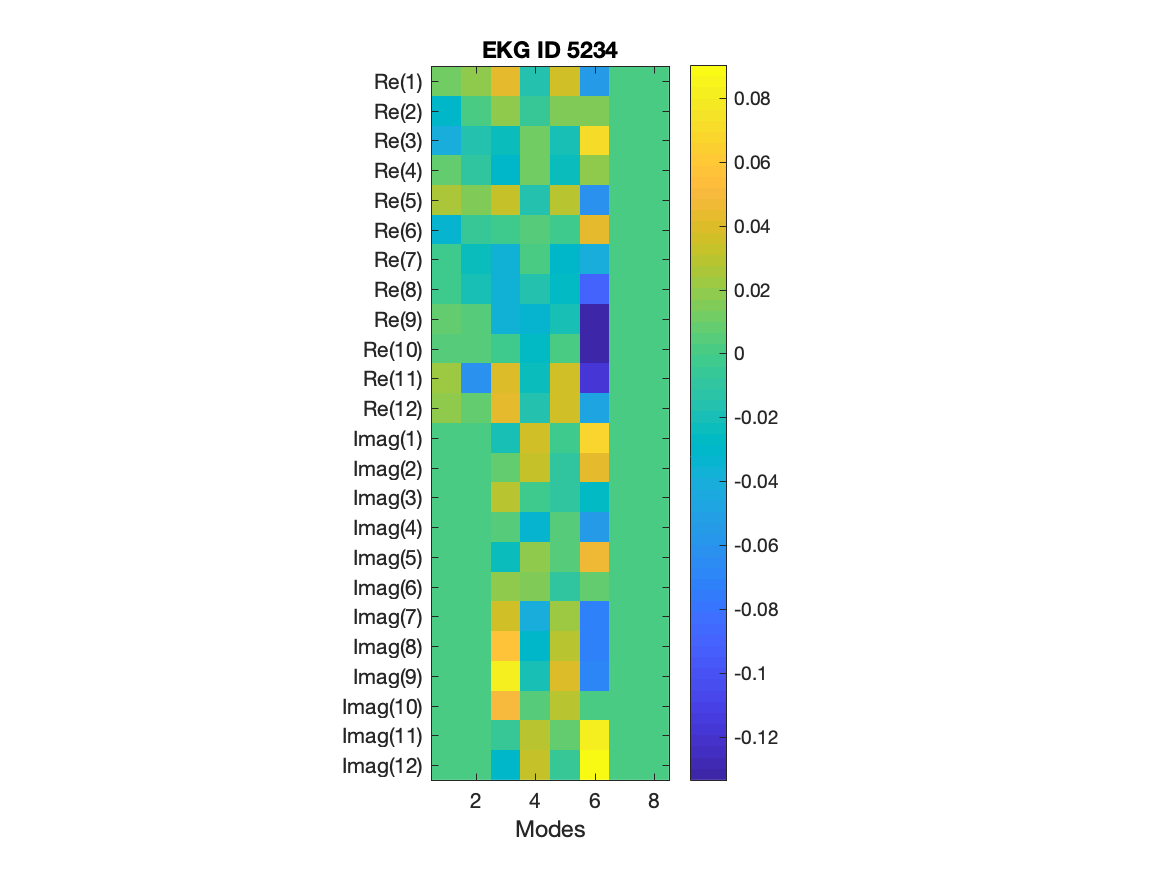 EKG ID 5234
Re(1)
Re(2)
Re(3)
Re(4)
Re(5)
Re(6)
Re(7)
Re(8)
Re(9)
Re(10)
Re(11)
Re(12)
Imag(1)
Imag(2)
Imag(3)
Imag(4)
Imag(5)
Imag(6)
Imag(7)
Imag(8)
Imag(9)
Imag(10)
Imag(11)
Imag(12)
2 4 6 8
Modes
0.08
0.06
0.04
0.02
0
-0.02
-0.04
-0.06
-0.08
-0.1
-0.12